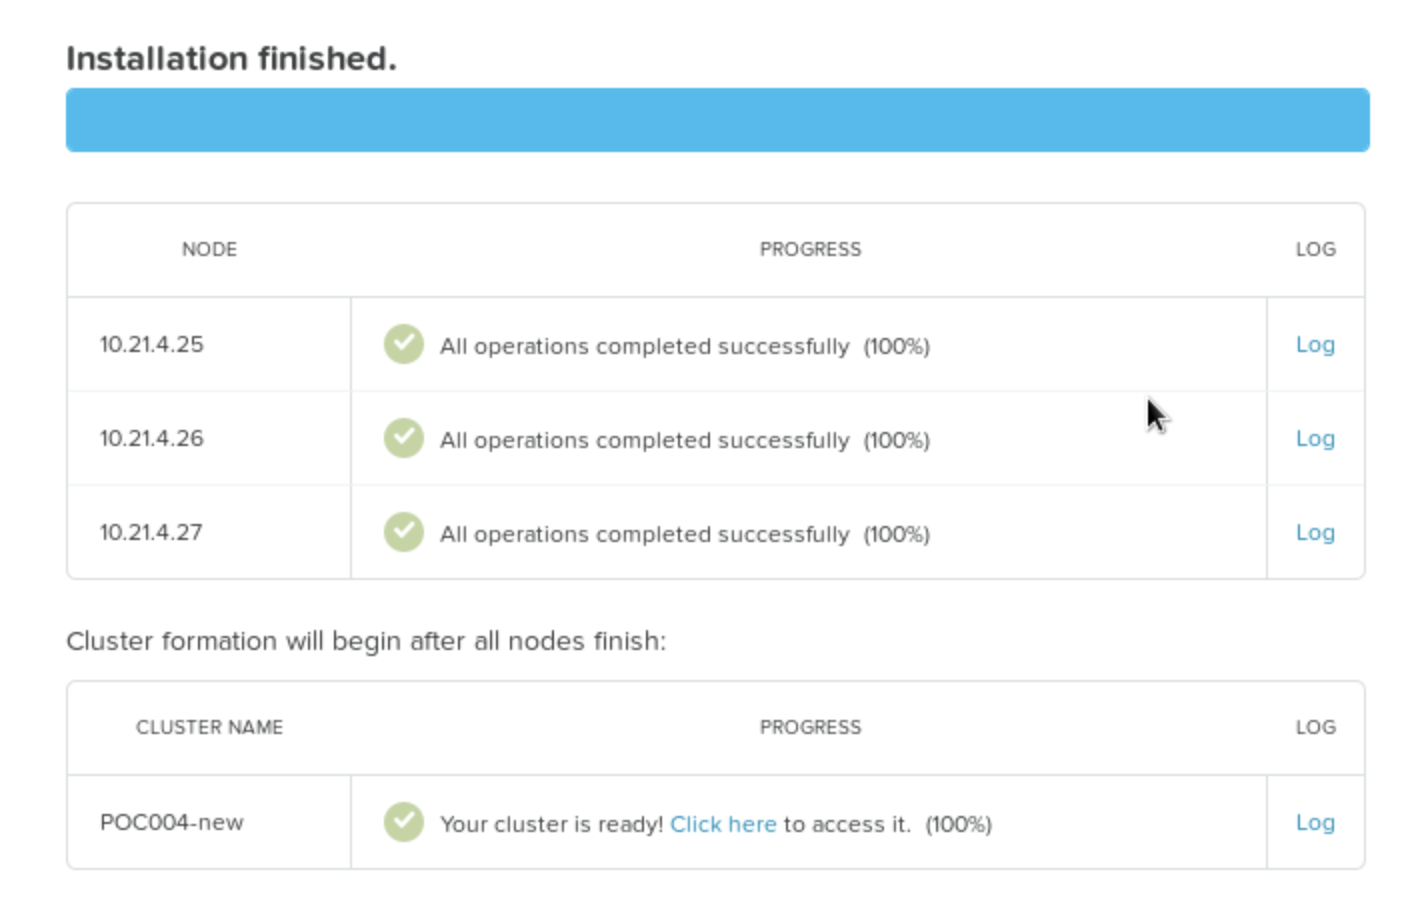 Installation finished.
NODE PROGRESS LOG
10.21.4.25 All operations completed successfully (100%) Log
10.21.4.26 All operations completed successfully (100%) Log
10.21.4.27 All operations completed successfully (100%) Log
Cluster formation will begin after all nodes finish:
CLUSTER NAME PROGRESS LOG
POC004-new Your cluster is ready! Click here to access it. (100%) Log